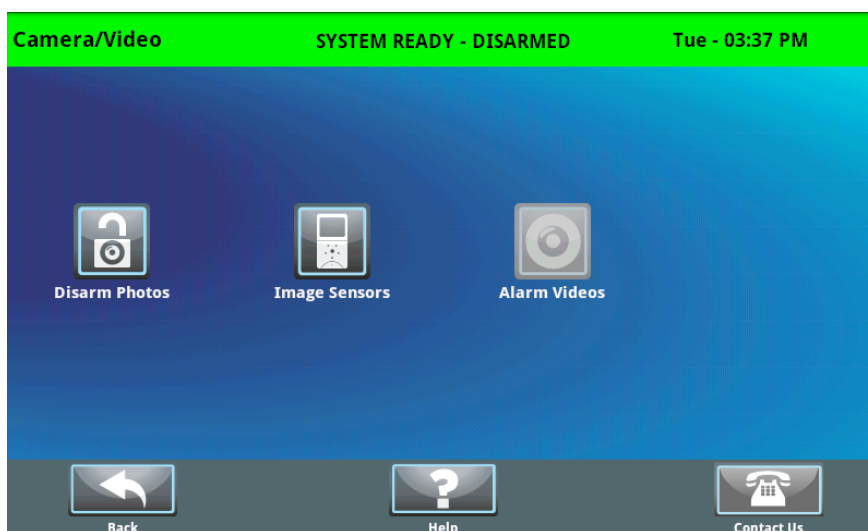 Camera/Video SYSTEM READY - DISARMED Tue - 03:37 PM
Disarm Photos Image Sensors Alarm Videos
Back Help Contact Us